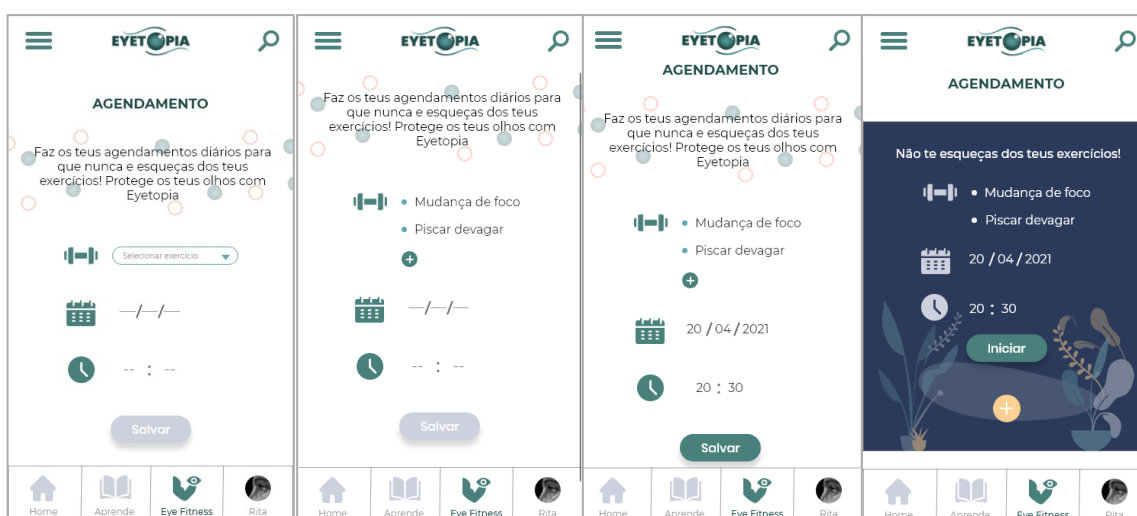 EYETOPIA
AGENDAMENTO
Faz os teus agendamentos diários para
que nunca e esqueças dos teus
exercícios! Protege os teus olhos com
Eyetopia
Selecionar exercício
--/--/--
-- : --
Salvar
Home
Aprende
Eye Fitness
Rita
EYETOPIA
Faz os teus agendamentos diários para
que nunca e esqueças dos teus
exercícios! Protege os teus olhos com
Eyetopia
• Mudança de foco
• Piscar devagar
--/--/--
-- : --
Salvar
Home
Aprende
Eye Fitness
Rita
EYETOPIA
AGENDAMENTO
Faz os teus agendamentos diários para
que nunca e esqueças dos teus
exercícios! Protege os teus olhos com
Eyetopia
• Mudança de foco
• Piscar devagar
20 / 04 / 2021
20 : 30
Salvar
Home
Aprende
Eye Fitness
Rita
EYETOPIA
AGENDAMENTO
Não te esqueças dos teus exercícios!
• Mudança de foco
• Piscar devagar
20 / 04 / 2021
20 : 30
Iniciar
Home
Aprende
Eye Fitness
Rita